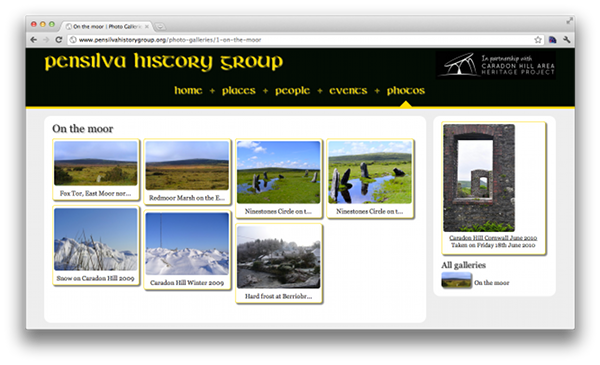 On the moor | Photo Galleri
www.pensilvahistorygroup.org/photo-galleries/1-on-the-moor
pensilva history group
In partnership with
CARADON HILL AREA
HERITAGE PROJECT
home + places + people + events + photos
On the moor
Fox Tor, East Moor nor...
Redmoor Marsh on the E...
Ninestones Circle on t...
Ninestones Circle on t...
Snow on Caradon Hill 2009
Caradon Hill Winter 2009
Hard frost at Berriobr...
Caradon Hill Cornwall June 2010
Taken on Friday 18th June 2010
All galleries
On the moor